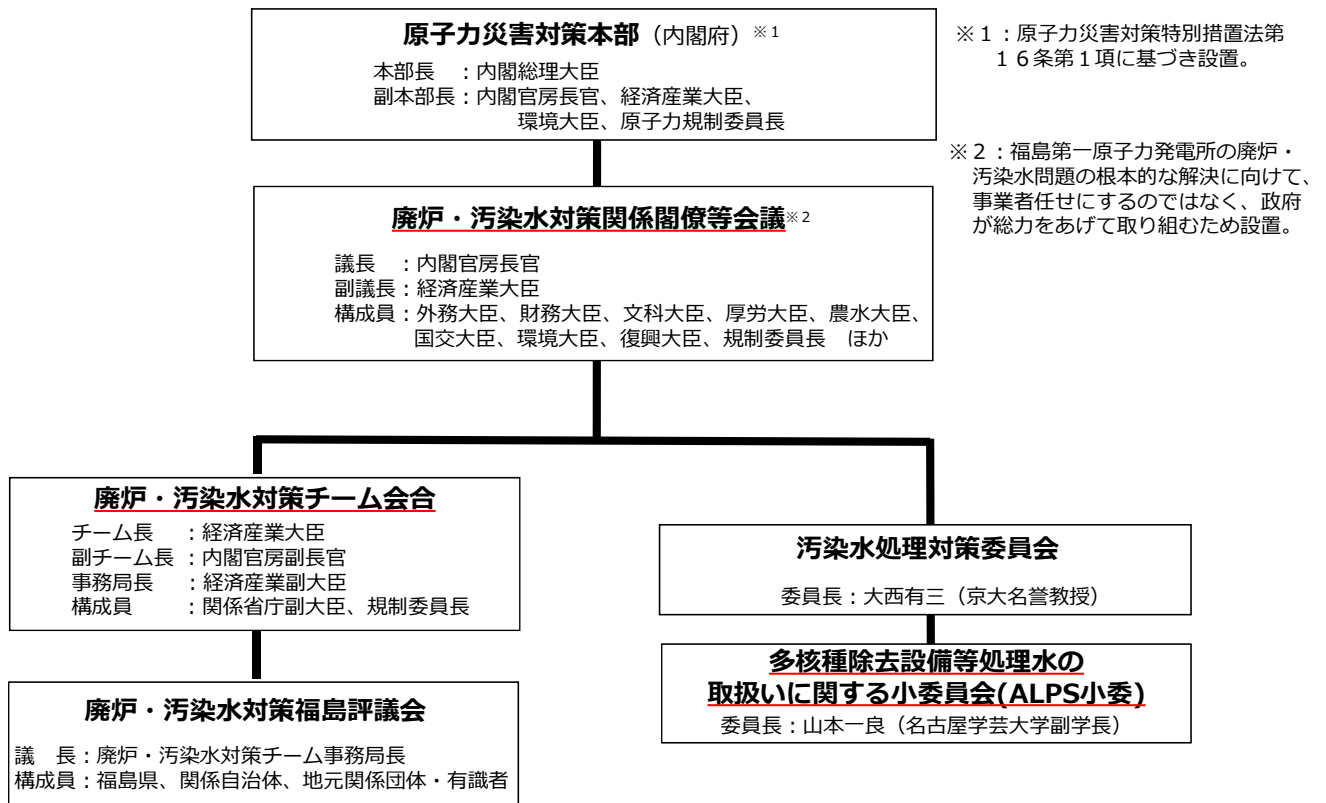 原子力災害対策本部（内閣府）※１
本部長　：内閣総理大臣
副本部長：内閣官房長官、経済産業大臣、
環境大臣、原子力規制委員長
※１：原子力災害対策特別措置法第
１６条第１項に基づき設置。
※２：福島第一原子力発電所の廃炉・
汚染水問題の根本的な解決に向けて、
事業者任せにするのではなく、政府
が総力をあげて取り組むため設置。
廃炉・汚染水対策関係閣僚等会議※２
議長　：内閣官房長官
副議長：経済産業大臣
構成員：外務大臣、財務大臣、文科大臣、厚労大臣、農水大臣、
国交大臣、環境大臣、復興大臣、規制委員長　ほか
廃炉・汚染水対策チーム会合
チーム長　：経済産業大臣
副チーム長：内閣官房副長官
事務局長　：経済産業副大臣
構成員　　：関係省庁副大臣、規制委員長
廃炉・汚染水対策福島評議会
議　長：廃炉・汚染水対策チーム事務局長
構成員：福島県、関係自治体、地元関係団体・有識者
汚染水処理対策委員会
委員長：大西有三（京大名誉教授）
多核種除去設備等処理水の
取扱いに関する小委員会(ALPS小委)
委員長：山本一良（名古屋学芸大学副学長）